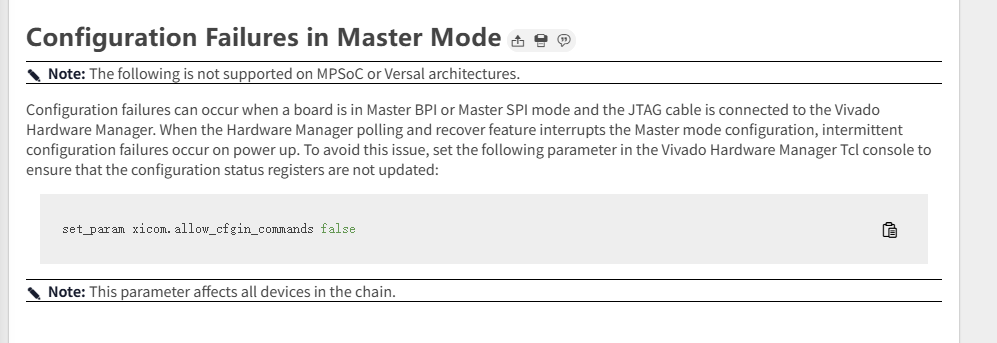 Configuration Failures in Master Mode
Note: The following is not supported on MPSoC or Versal architectures.
Configuration failures can occur when a board is in Master BPI or Master SPI mode and the JTAG cable is connected to the Vivado
Hardware Manager. When the Hardware Manager polling and recover feature interrupts the Master mode configuration, intermittent
configuration failures occur on power up. To avoid this issue, set the following parameter in the Vivado Hardware Manager Tcl console to
ensure that the configuration status registers are not updated:
set_param xicom.allow_cfgin_commands false
Note: This parameter affects all devices in the chain.